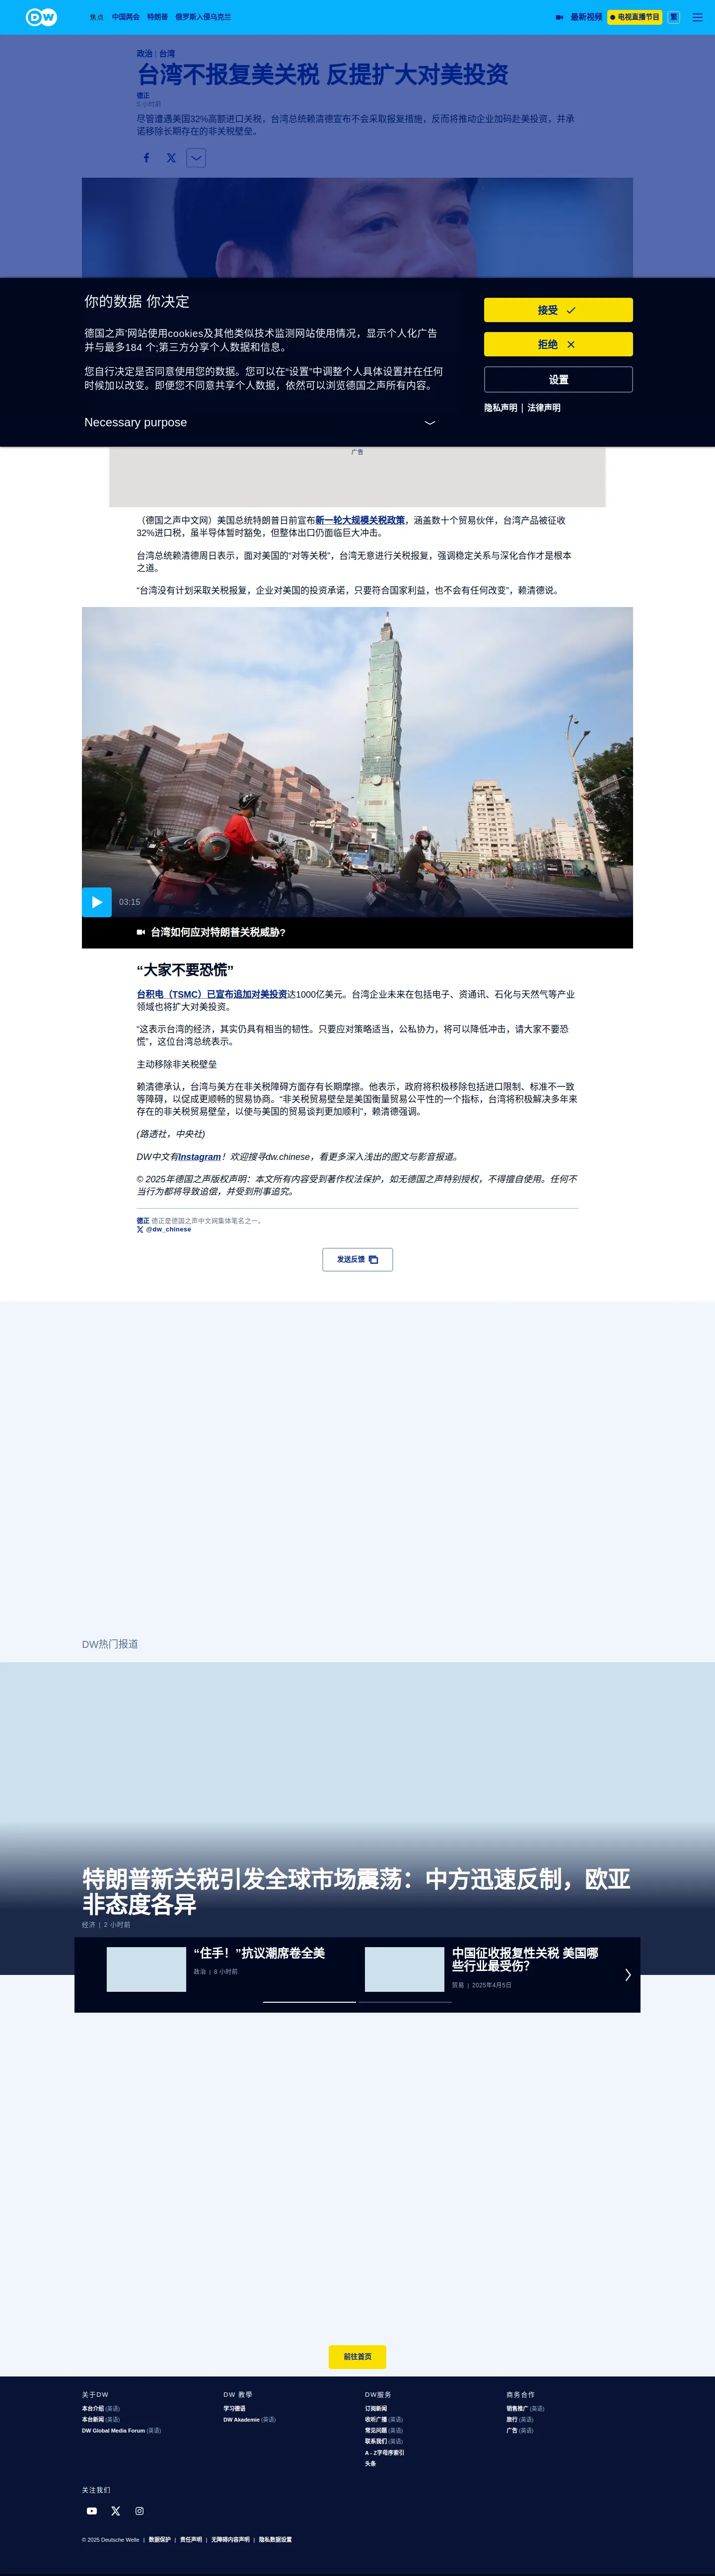 DW
焦点 中国两会 特朗普 俄罗斯入侵乌克兰
最新视频 电视直播节目 繁
政治 | 台湾
台湾不报复美关税 反提扩大对美投资
德正
5 小时前
尽管遭遇美国32%高额进口关税，台湾总统赖清德宣布不会采取报复措施，反而将推动企业加码赴美投资，并承
诺移除长期存在的非关税壁垒。
你的数据 你决定
德国之声'网站使用cookies及其他类似技术监测网站使用情况，显示个人化广告
并与最多184 个;第三方分享个人数据和信息。
您自行决定是否同意使用您的数据。您可以在“设置”中调整个人具体设置并在任何
时候加以改变。即便您不同意共享个人数据，依然可以浏览德国之声所有内容。
Necessary purpose
接受
拒绝
设置
隐私声明 | 法律声明
广告
（德国之声中文网）美国总统特朗普日前宣布新一轮大规模关税政策，涵盖数十个贸易伙伴，台湾产品被征收
32%进口税，虽半导体暂时豁免，但整体出口仍面临巨大冲击。
台湾总统赖清德周日表示，面对美国的“对等关税”，台湾无意进行关税报复，强调稳定关系与深化合作才是根本
之道。
“台湾没有计划采取关税报复，企业对美国的投资承诺，只要符合国家利益，也不会有任何改变”，赖清德说。
03:15
台湾如何应对特朗普关税威胁?
“大家不要恐慌”
台积电（TSMC）已宣布追加对美投资达1000亿美元。台湾企业未来在包括电子、资通讯、石化与天然气等产业
领域也将扩大对美投资。
“这表示台湾的经济，其实仍具有相当的韧性。只要应对策略适当，公私协力，将可以降低冲击，请大家不要恐
慌”，这位台湾总统表示。
主动移除非关税壁垒
赖清德承认，台湾与美方在非关税障碍方面存有长期摩擦。他表示，政府将积极移除包括进口限制、标准不一致
等障碍，以促成更顺畅的贸易协商。“非关税贸易壁垒是美国衡量贸易公平性的一个指标，台湾将积极解决多年来
存在的非关税贸易壁垒，以使与美国的贸易谈判更加顺利”，赖清德强调。
(路透社，中央社)
DW中文有Instagram！欢迎搜寻dw.chinese，看更多深入浅出的图文与影音报道。
© 2025年德国之声版权声明：本文所有内容受到著作权法保护，如无德国之声特别授权，不得擅自使用。任何不
当行为都将导致追偿，并受到刑事追究。
德正 德正是德国之声中文网集体笔名之一。
@dw_chinese
发送反馈
DW热门报道
特朗普新关税引发全球市场震荡：中方迅速反制，欧亚
非态度各异
经济 | 2 小时前
“住手！”抗议潮席卷全美
政治 | 8 小时前
中国征收报复性关税 美国哪
些行业最受伤?
贸易 | 2025年4月5日
前往首页
关于DW
本台介绍 (英语)
本台新闻 (英语)
DW Global Media Forum (英语)
DW 教學
学习德语
DW Akademie (英语)
DW服务
订阅新闻
收听广播 (英语)
常见问题 (英语)
联系我们 (英语)
A - Z字母序索引
头条
商务合作
销售推广 (英语)
旅行 (英语)
广告 (英语)
关注我们
© 2025 Deutsche Welle | 数据保护 | 责任声明 | 无障碍内容声明 | 隐私数据设置